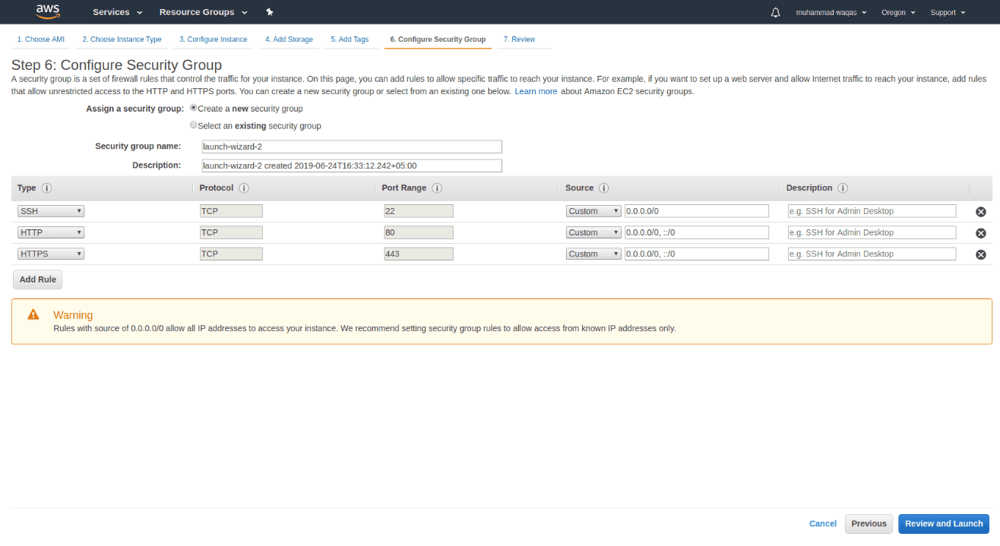 aws Services Resource Groups muhammad waqas Oregon Support
1. Choose AMI 2. Choose Instance Type 3. Configure Instance 4. Add Storage 5. Add Tags 6. Configure Security Group 7. Review
Step 6: Configure Security Group
A security group is a set of firewall rules that control the traffic for your instance. On this page, you can add rules to allow specific traffic to reach your instance. For example, if you want to set up a web server and allow Internet traffic to reach your instance, add rules
that allow unrestricted access to the HTTP and HTTPS ports. You can create a new security group or select from an existing one below. Learn more about Amazon EC2 security groups.
Assign a security group: Create a new security group
Select an existing security group
Security group name: launch-wizard-2
Description: launch-wizard-2 created 2019-06-24T16:33:12.242+05:00
Type i Protocol i Port Range i Source i Description i
SSH TCP 22 Custom 0.0.0.0/0 e.g. SSH for Admin Desktop
HTTP TCP 80 Custom 0.0.0.0/0, ::/0 e.g. SSH for Admin Desktop
HTTPS TCP 443 Custom 0.0.0.0/0, ::/0 e.g. SSH for Admin Desktop
Add Rule
Warning
Rules with source of 0.0.0.0/0 allow all IP addresses to access your instance. We recommend setting security group rules to allow access from known IP addresses only.
Cancel Previous Review and Launch